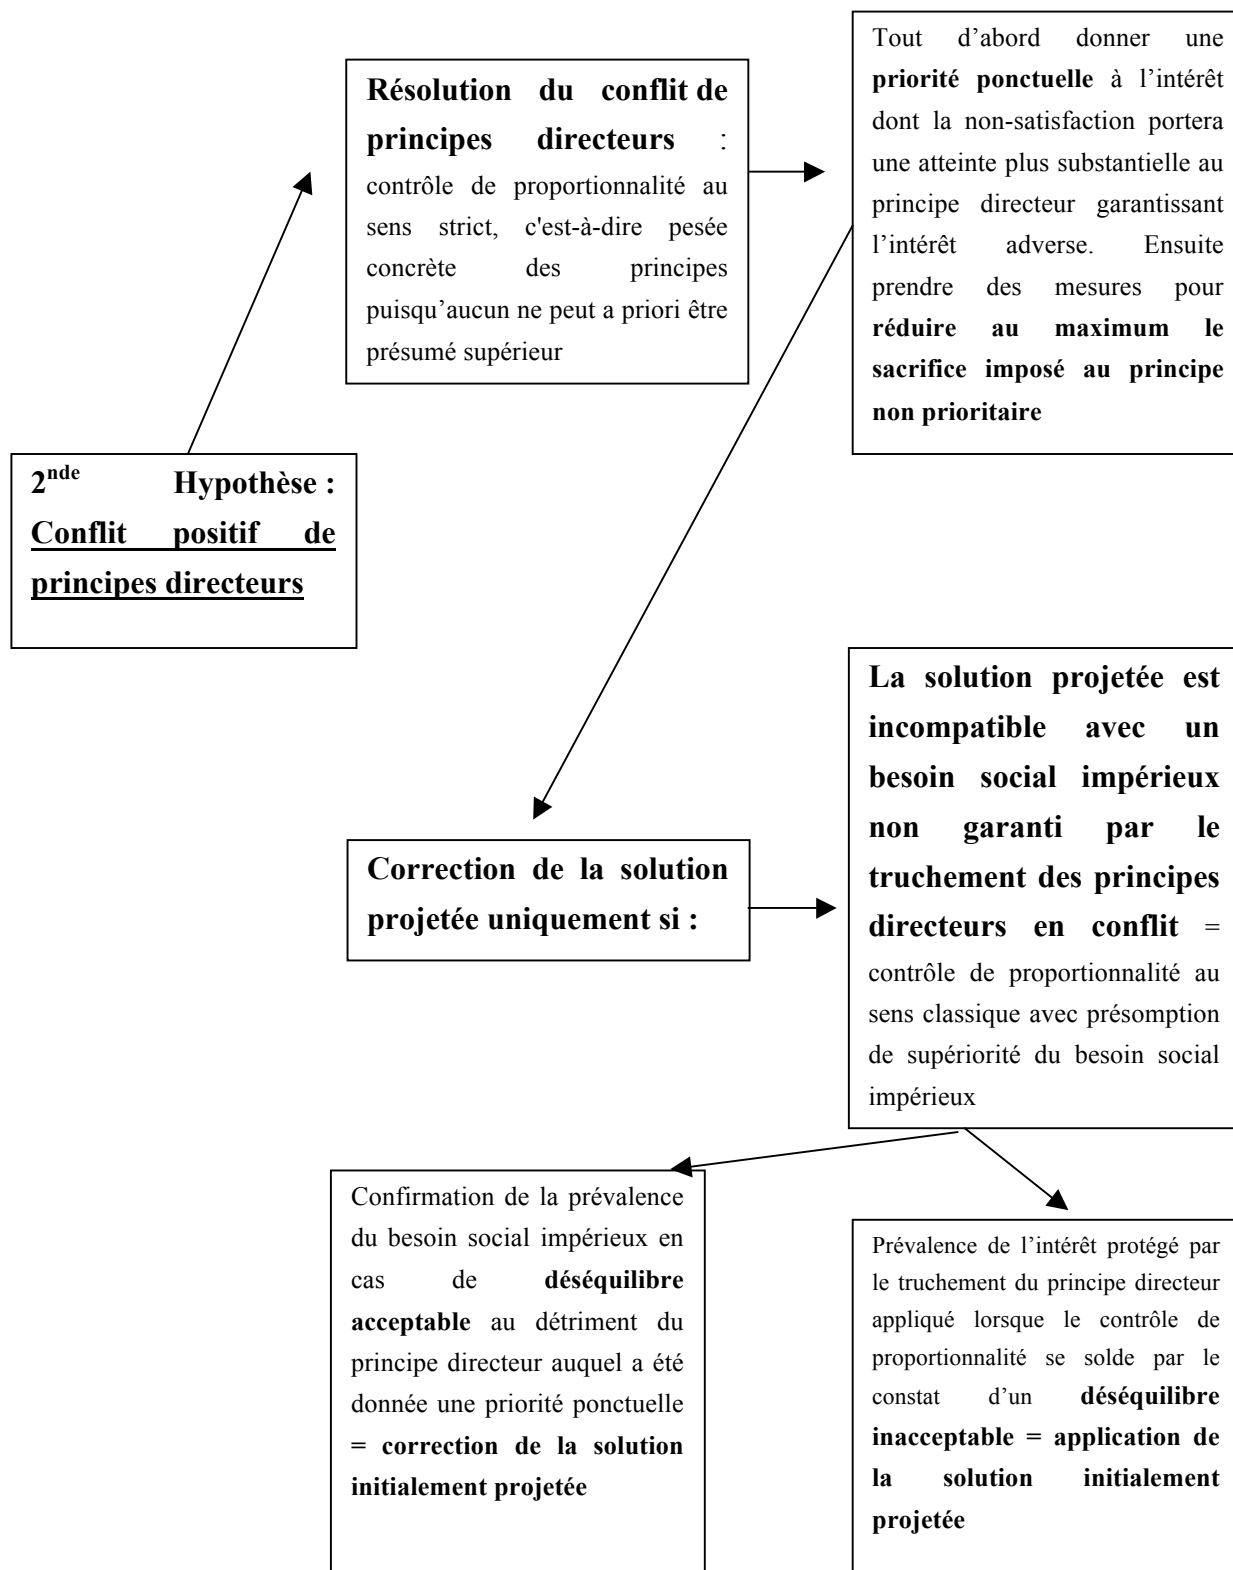 2nde Hypothèse :
Conflit positif de
principes directeurs
Résolution du conflit de
principes directeurs :
contrôle de proportionnalité au
sens strict, c'est-à-dire pesée
concrète des principes
puisqu’aucun ne peut a priori être
présumé supérieur
Tout d’abord donner une
priorité ponctuelle à l’intérêt
dont la non-satisfaction portera
une atteinte plus substantielle au
principe directeur garantissant
l’intérêt adverse. Ensuite
prendre des mesures pour
réduire au maximum le
sacrifice imposé au principe
non prioritaire
Correction de la solution
projetée uniquement si :
La solution projetée est
incompatible avec un
besoin social impérieux
non garanti par le
truchement des principes
directeurs en conflit =
contrôle de proportionnalité au
sens classique avec présomption
de supériorité du besoin social
impérieux
Confirmation de la prévalence
du besoin social impérieux en
cas de déséquilibre
acceptable au détriment du
principe directeur auquel a été
donnée une priorité ponctuelle
= correction de la solution
initialement projetée
Prévalence de l’intérêt protégé par
le truchement du principe directeur
appliqué lorsque le contrôle de
proportionnalité se solde par le
constat d’un déséquilibre
inacceptable = application de
la solution initialement
projetée